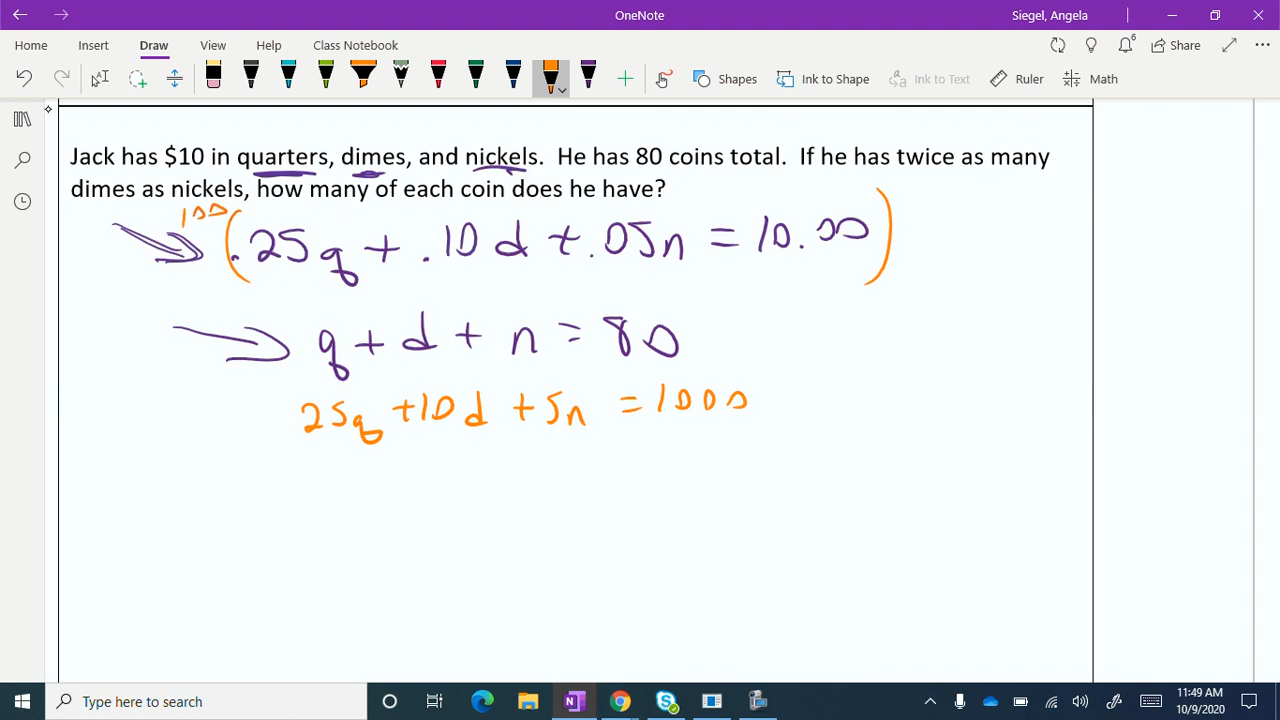 OneNote
Siegel, Angela
Home Insert Draw View Help Class Notebook
6
Share
Shapes
Ink to Shape
Ink to Text
Ruler
Math
Jack has $10 in quarters, dimes, and nickels. He has 80 coins total. If he has twice as many
dimes as nickels, how many of each coin does he have?
100
(.25q + .10d + .05n = 10.00)
q + d + n = 80
25q + 10d + 5n = 1000
Type here to search
11:49 AM
10/9/2020